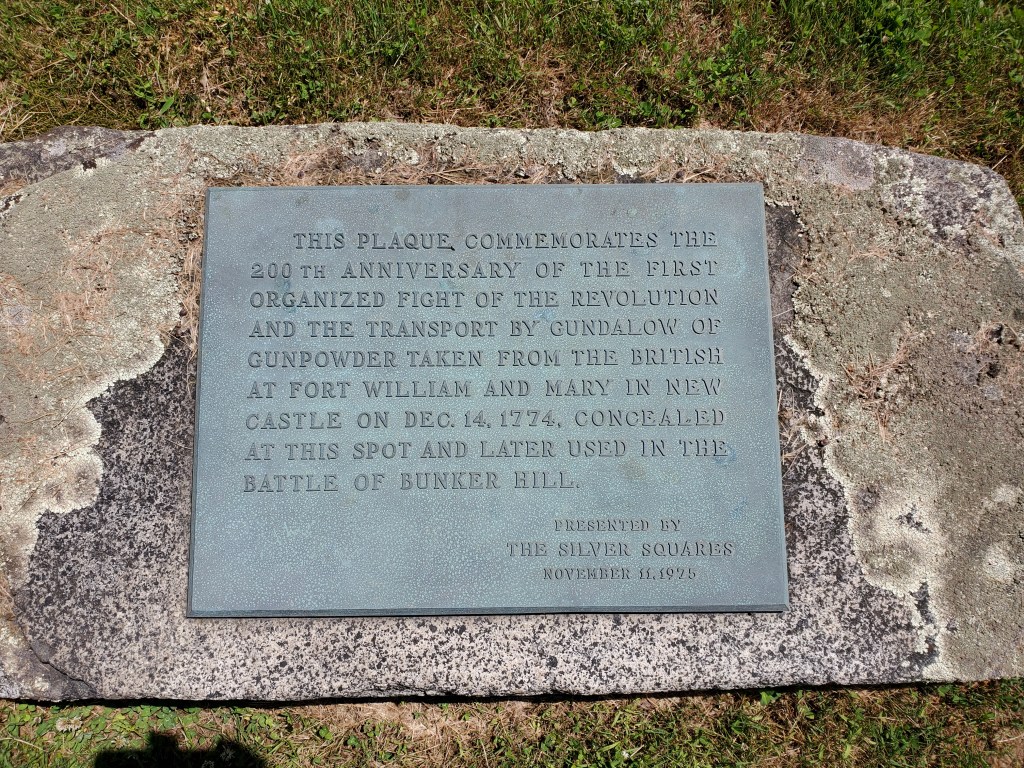 THIS PLAQUE COMMEMORATES THE
200TH ANNIVERSARY OF THE FIRST
ORGANIZED FIGHT OF THE REVOLUTION
AND THE TRANSPORT BY GUNDALOW OF
GUNPOWDER TAKEN FROM THE BRITISH
AT FORT WILLIAM AND MARY IN NEW
CASTLE ON DEC. 14, 1774, CONCEALED
AT THIS SPOT AND LATER USED IN THE
BATTLE OF BUNKER HILL.
PRESENTED BY
THE SILVER SQUARES
NOVEMBER 11, 1975